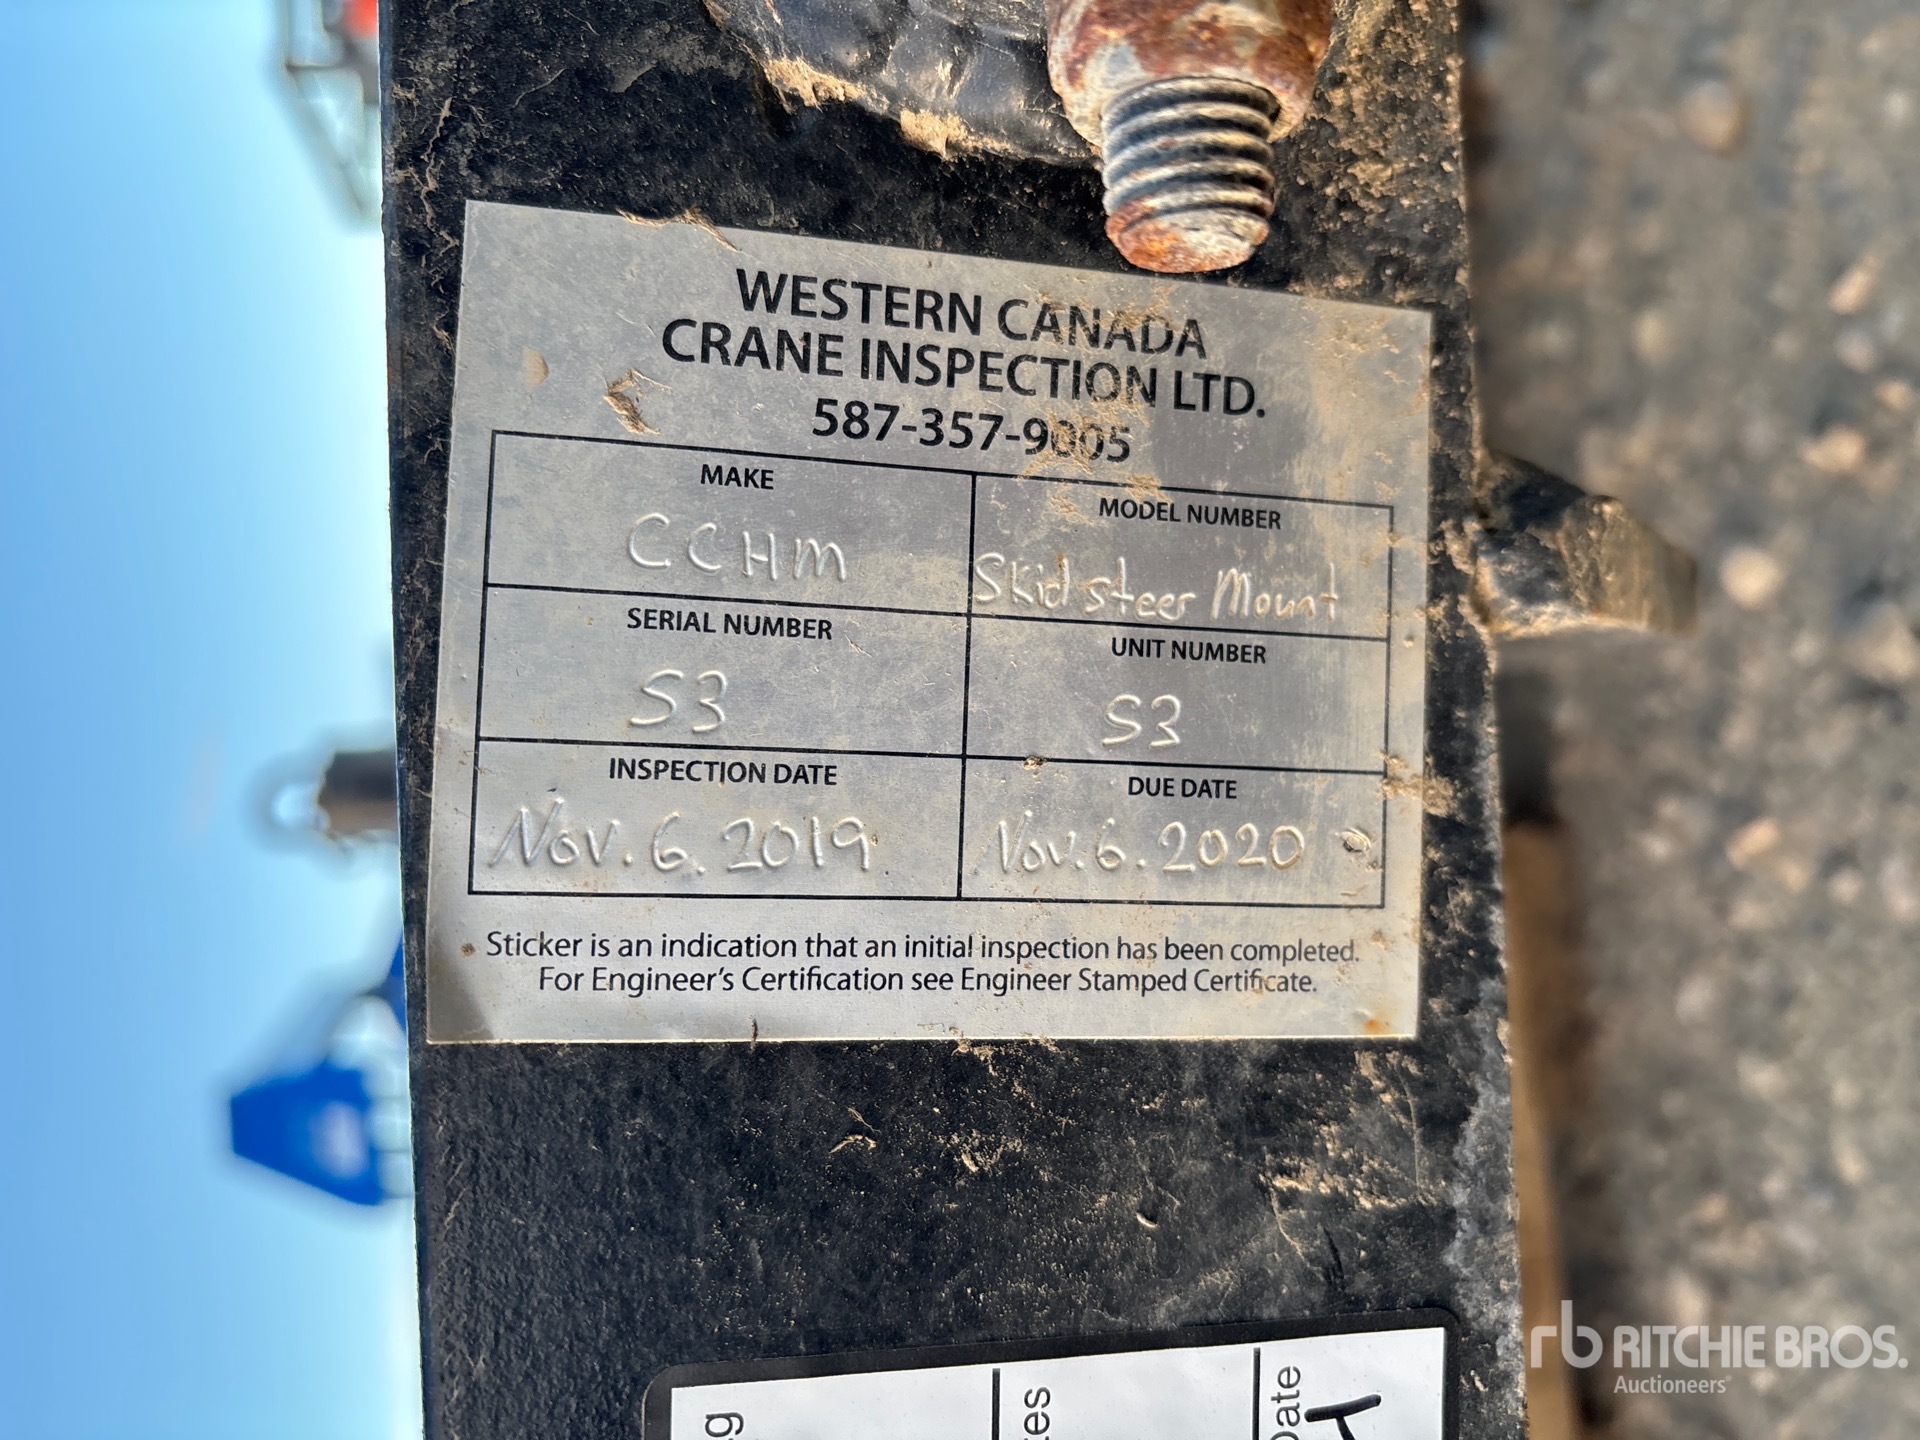 WESTERN CANADA
CRANE INSPECTION LTD.
587-357-9005
MAKE
CCHM
MODEL NUMBER
Skid steer Mount
SERIAL NUMBER
S3
UNIT NUMBER
S3
INSPECTION DATE
Nov. 6. 2019
DUE DATE
Nov. 6. 2020
Sticker is an indication that an initial inspection has been completed.
For Engineer's Certification see Engineer Stamped Certificate.
rb RITCHIE BROS.
Auctioneers